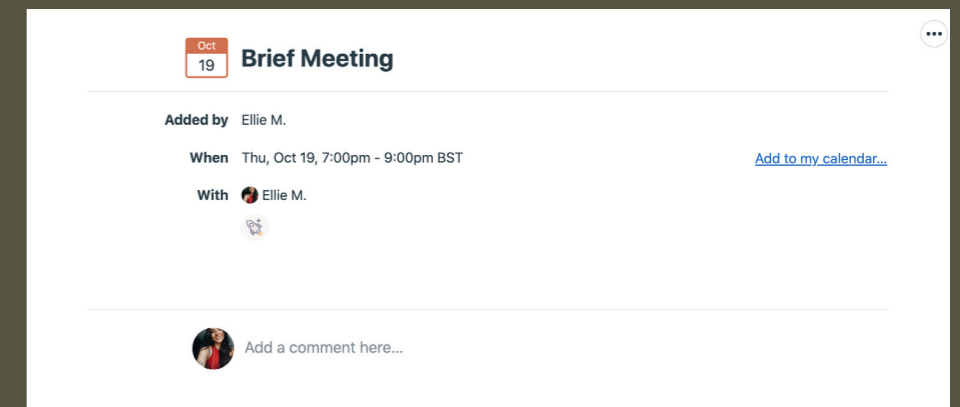 Oct
19
Brief Meeting
Added by Ellie M.
When Thu, Oct 19, 7:00pm - 9:00pm BST
Add to my calendar...
With Ellie M.
Add a comment here...